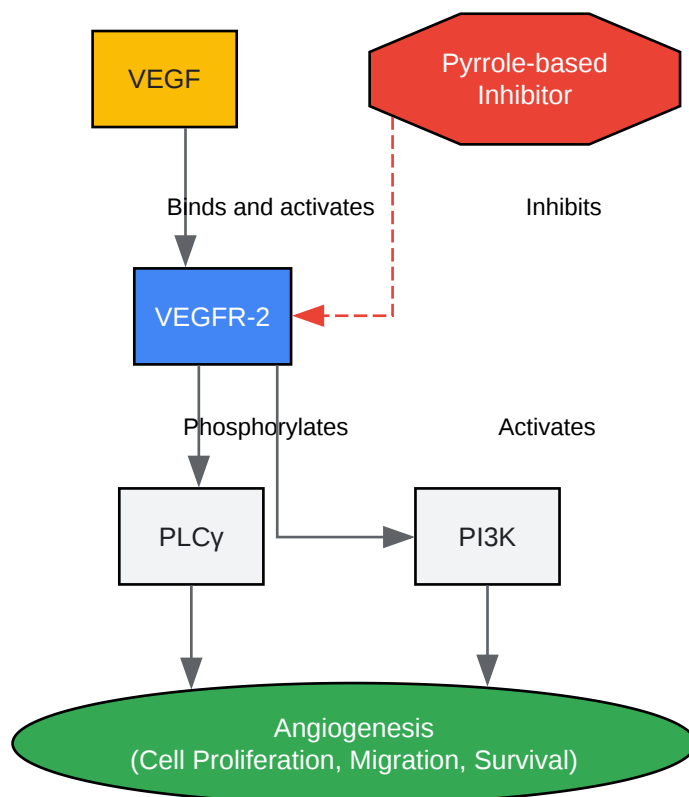 VEGF
Pyrrole-based
Inhibitor
Binds and activates
Inhibits
VEGFR-2
Phosphorylates
Activates
PLCγ
PI3K
Angiogenesis
(Cell Proliferation, Migration, Survival)